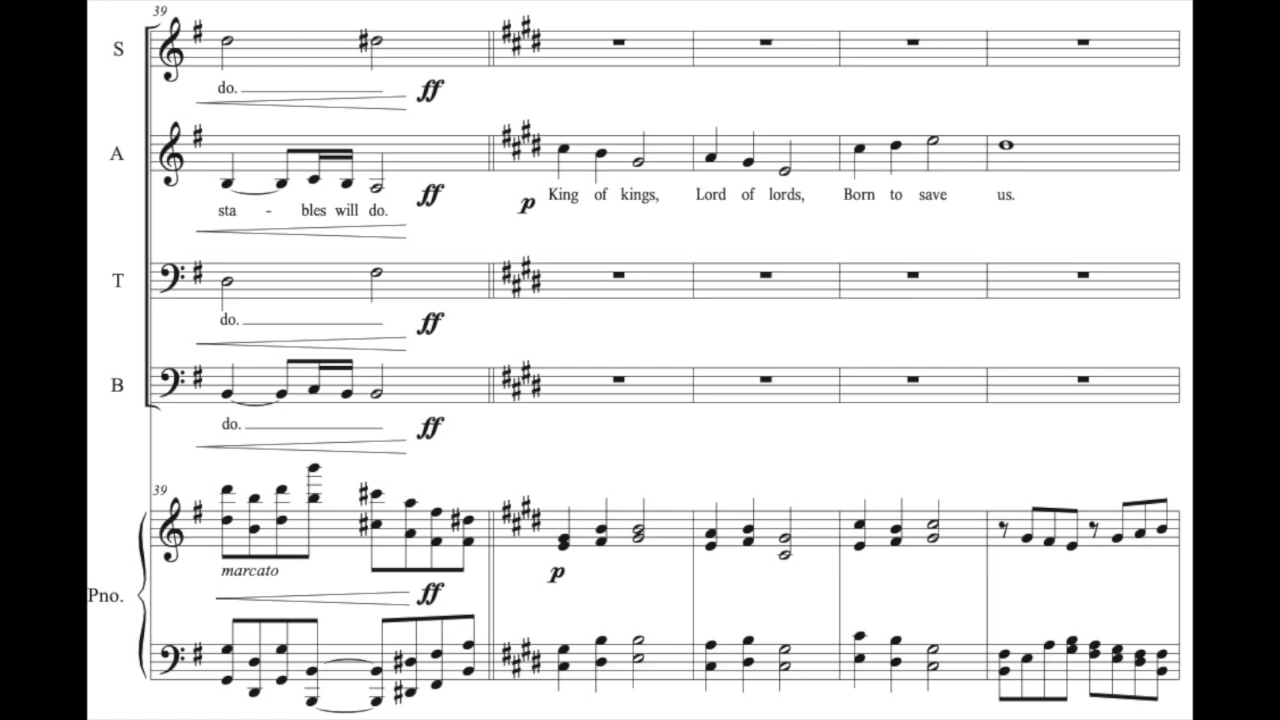 39
S
do.
ff
A
sta - bles will do.
ff
p
King of kings, Lord of lords, Born to save us.
T
do.
ff
B
do.
ff
39
Pno.
marcato
ff
p